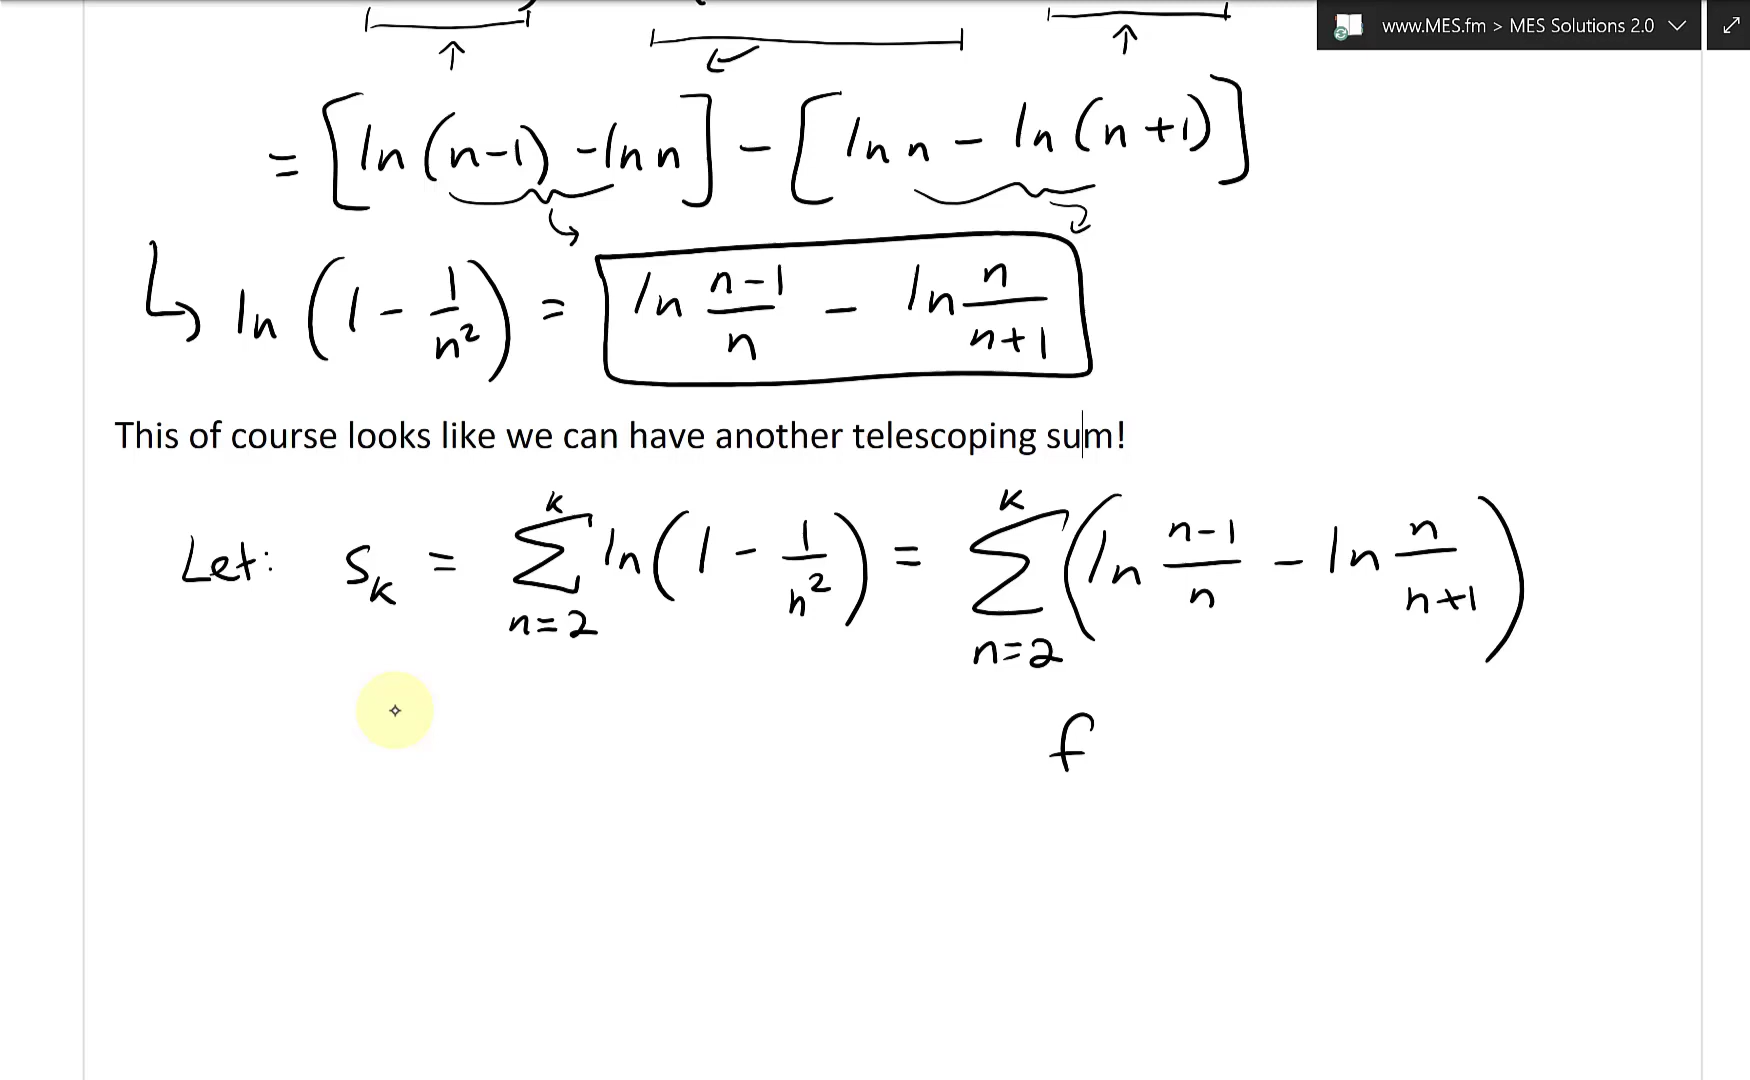 www.MES.fm > MES Solutions 2.0
= [ln (n-1) - ln n] - [ln n - ln (n+1)]
↳ ln (1 - 1/n²) = ln (n-1)/n - ln n/(n+1)
This of course looks like we can have another telescoping sum!
Let: s_k = Σ_{n=2}^{k} ln (1 - 1/n²) = Σ_{n=2}^{k} (ln (n-1)/n - ln n/(n+1))
f